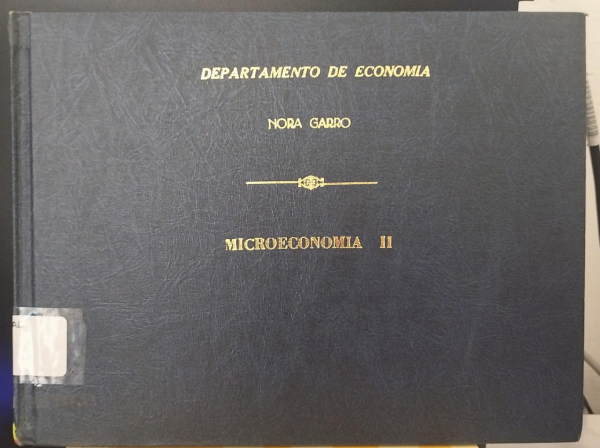 DEPARTAMENTO DE ECONOMIA
NORA GARRO
MICROECONOMIA II